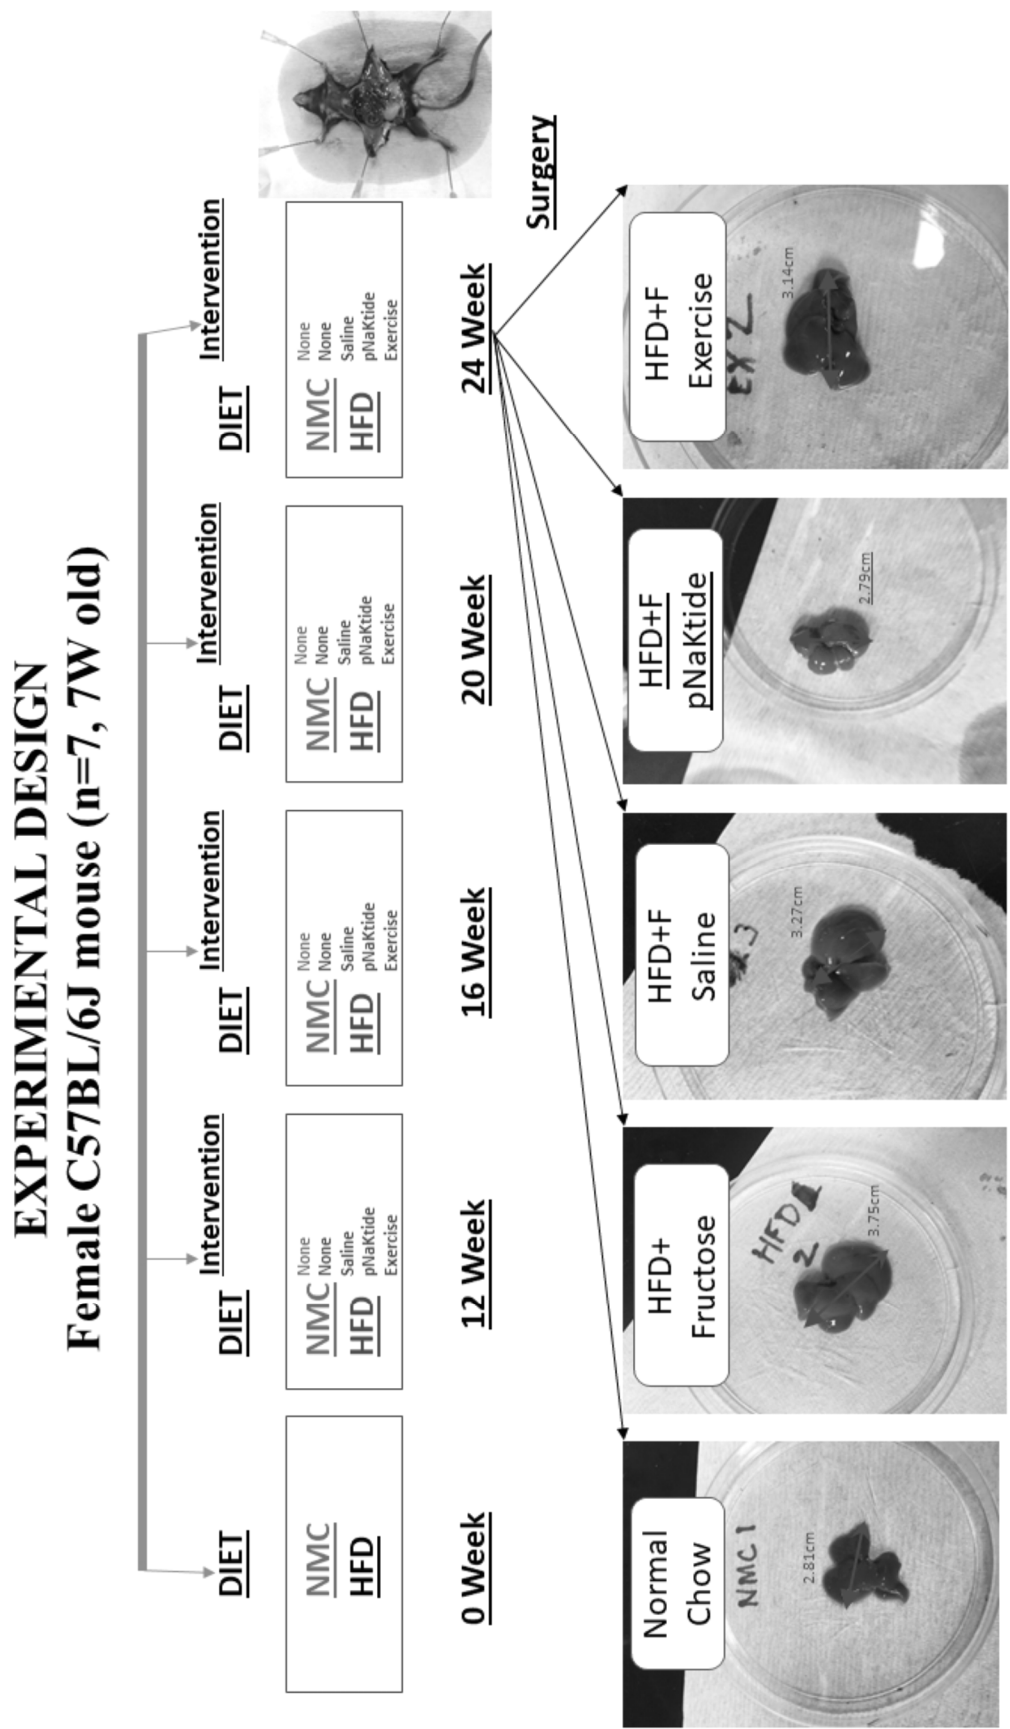 EXPERIMENTAL DESIGN
Female C57BL/6J mouse (n=7, 7W old)
DIET
NMC
HFD
0 Week
DIET
Intervention
NMC
HFD
None
None
Saline
pNaKtide
Exercise
12 Week
DIET
Intervention
NMC
HFD
None
None
Saline
pNaKtide
Exercise
16 Week
DIET
Intervention
NMC
HFD
None
None
Saline
pNaKtide
Exercise
20 Week
DIET
Intervention
NMC
HFD
None
None
Saline
pNaKtide
Exercise
24 Week
Surgery
Normal
Chow
NMC 1
2.81cm
HFD+
Fructose
HFD
2
3.75cm
HFD+F
Saline
3
3.27cm
HFD+F
pNaKtide
2.79cm
HFD+F
Exercise
EX 2
3.14cm